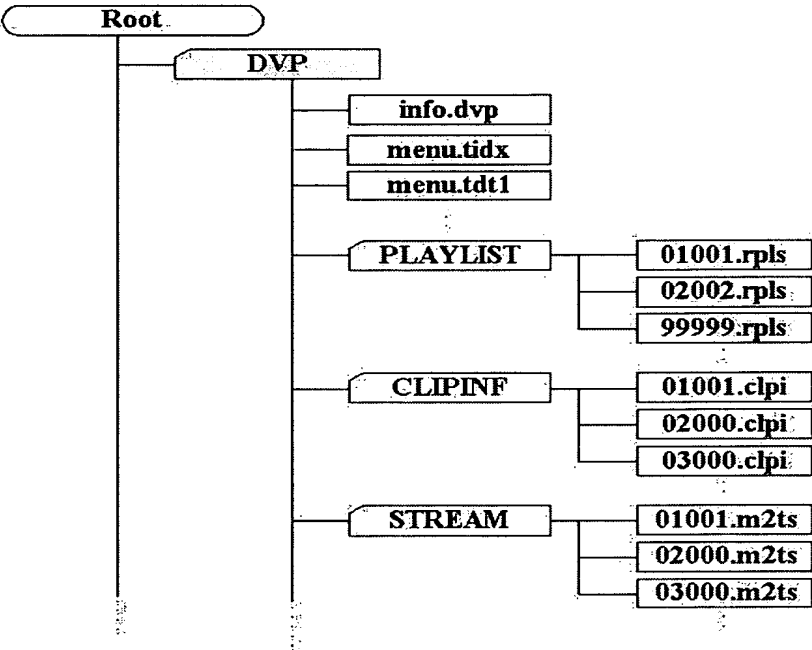 Root
DVP
info.dvp
menu.tidx
menu.tdt1
PLAYLIST
01001.rpls
02002.rpls
99999.rpls
CLIPINF
01001.clpi
02000.clpi
03000.clpi
STREAM
01001.m2ts
02000.m2ts
03000.m2ts